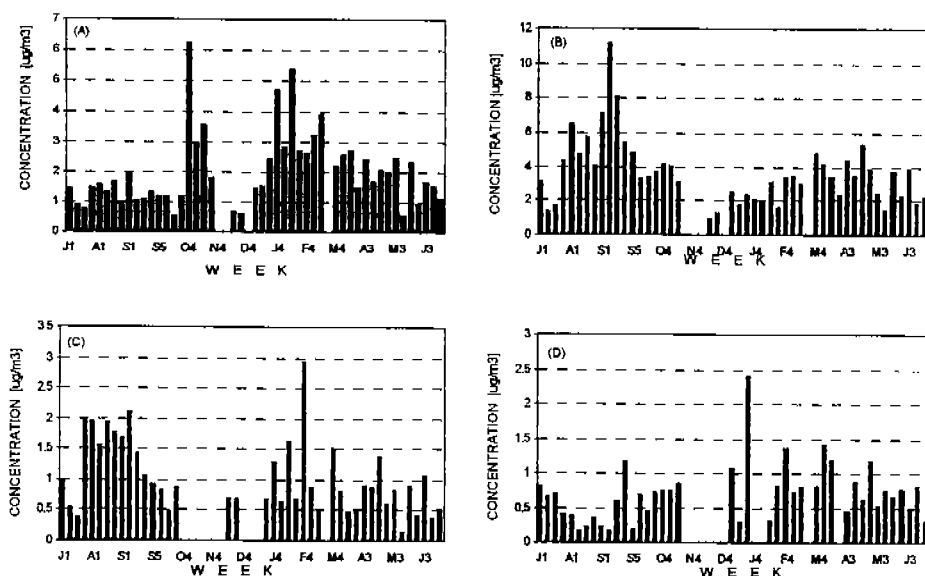 (A)
CONCENTRATION [ug/m3]
7
6
5
4
3
2
1
0
J1 A1 S1 S5 O4 N4 D4 J4 F4 M4 A3 M3 J3
W E E K
(B)
CONCENTRATION [ug/m3]
12
10
8
6
4
2
0
J1 A1 S1 S5 O4 N4 D4 J4 F4 M4 A3 M3 J3
W E E K
(C)
CONCENTRATION [ug/m3]
3.5
3
2.5
2
1.5
1
0.5
0
J1 A1 S1 S5 O4 N4 D4 J4 F4 M4 A3 M3 J3
W E E K
(D)
CONCENTRATION [ug/m3]
3
2.5
2
1.5
1
0.5
0
J1 A1 S1 S5 O4 N4 D4 J4 F4 M4 A3 M3 J3
W E E K